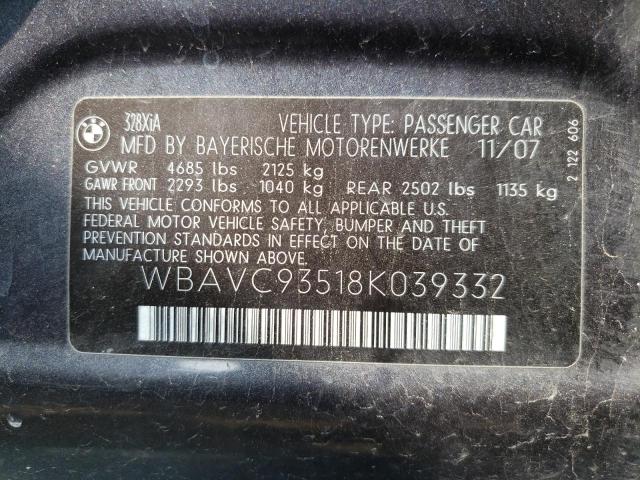 BMW
328XiA VEHICLE TYPE: PASSENGER CAR
MFD BY BAYERISCHE MOTORENWERKE 11/07
GVWR 4685 lbs 2125 kg
GAWR FRONT 2293 lbs 1040 kg REAR 2502 lbs 1135 kg
THIS VEHICLE CONFORMS TO ALL APPLICABLE U.S.
FEDERAL MOTOR VEHICLE SAFETY, BUMPER AND THEFT
PREVENTION STANDARDS IN EFFECT ON THE DATE OF
MANUFACTURE SHOWN ABOVE.
WBAVC93518K039332
2 122 606